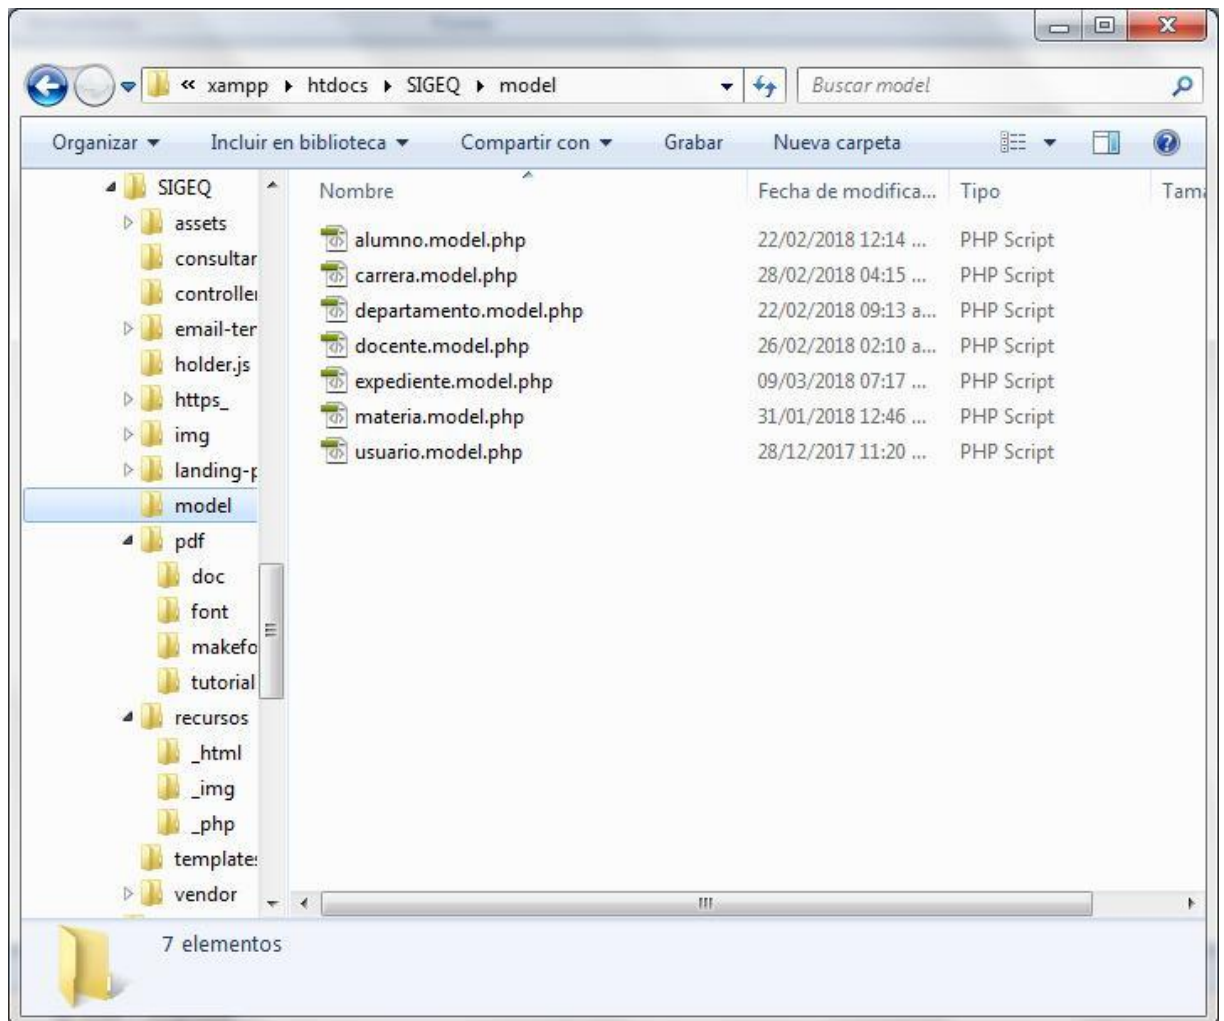 « xampp ▸ htdocs ▸ SIGEQ ▸ model
Buscar model
Organizar Incluir en biblioteca Compartir con Grabar Nueva carpeta
SIGEQ
assets
consultar
controller
email-ter
holder.js
https_
img
landing-p
model
pdf
doc
font
makefo
tutorial
recursos
_html
_img
_php
templates
vendor
Nombre Fecha de modifica... Tipo Tama
alumno.model.php 22/02/2018 12:14 ... PHP Script
carrera.model.php 28/02/2018 04:15 ... PHP Script
departamento.model.php 22/02/2018 09:13 a... PHP Script
docente.model.php 26/02/2018 02:10 a... PHP Script
expediente.model.php 09/03/2018 07:17 ... PHP Script
materia.model.php 31/01/2018 12:46 ... PHP Script
usuario.model.php 28/12/2017 11:20 ... PHP Script
7 elementos